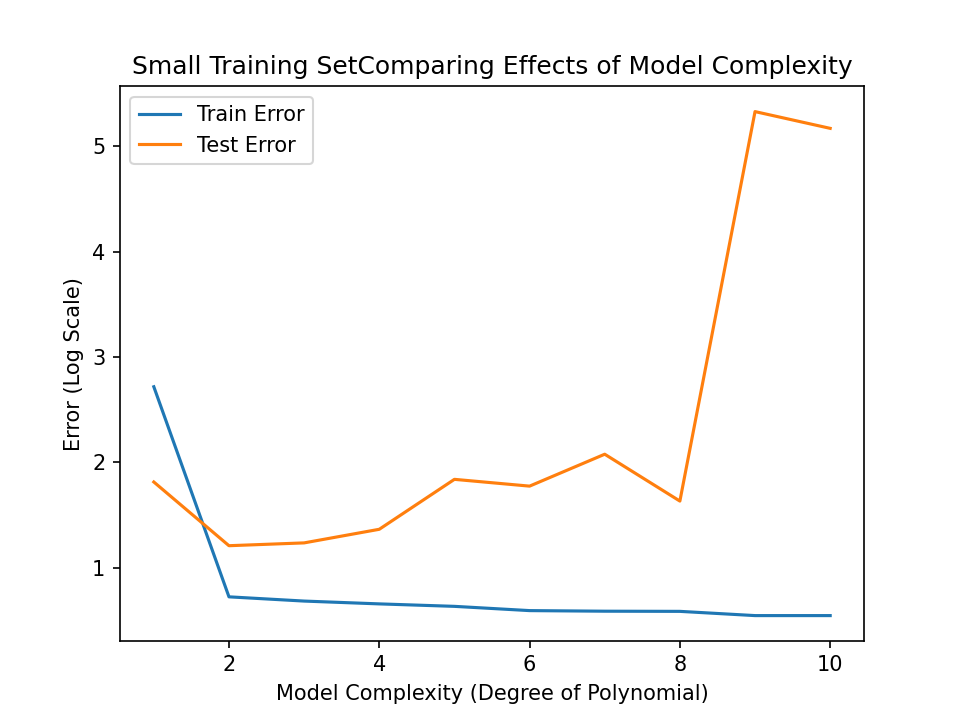 Small Training SetComparing Effects of Model Complexity
Train Error
Test Error
5
4
3
2
1
Error (Log Scale)
2 4 6 8 10
Model Complexity (Degree of Polynomial)